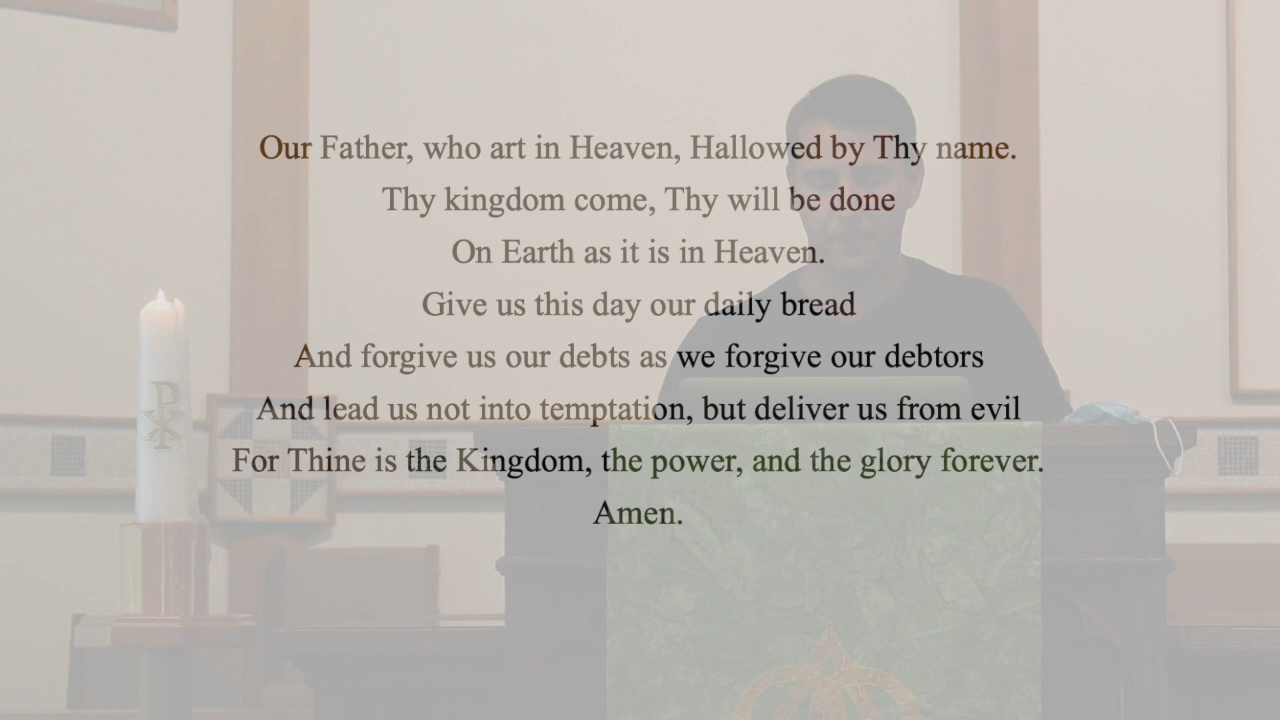 Our Father, who art in Heaven, Hallowed by Thy name.
Thy kingdom come, Thy will be done
On Earth as it is in Heaven.
Give us this day our daily bread
And forgive us our debts as we forgive our debtors
And lead us not into temptation, but deliver us from evil
For Thine is the Kingdom, the power, and the glory forever.
Amen.